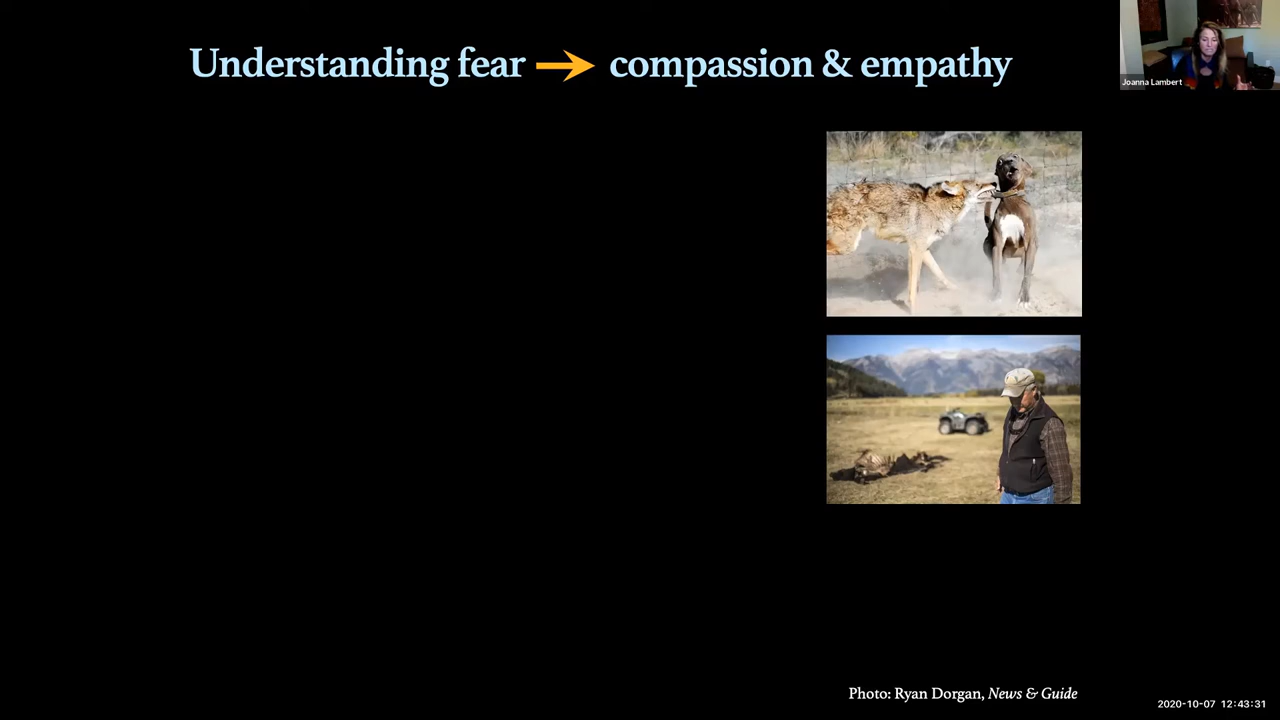 Understanding fear → compassion & empathy
Joanna Lambert
Photo: Ryan Dorgan, News & Guide
2020-10-07 12:43:31